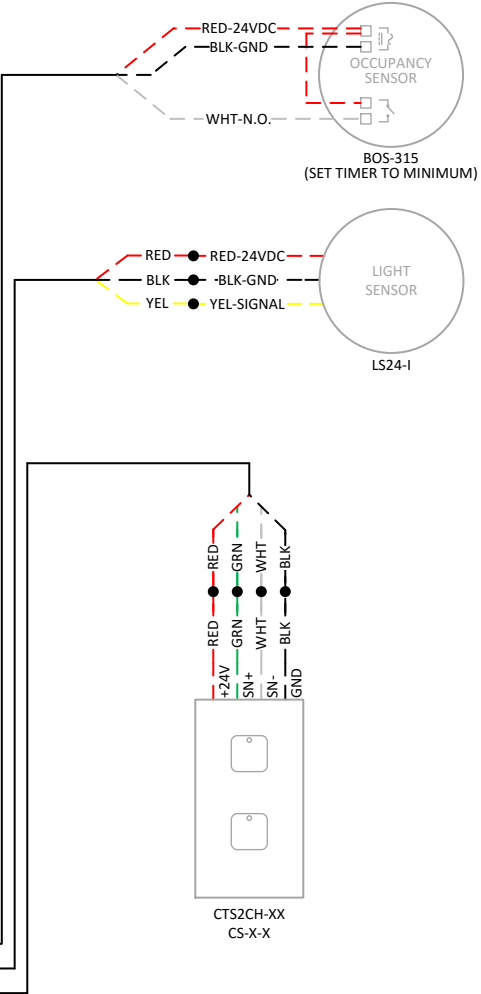 RED-24VDC
BLK-GND
OCCUPANCY
SENSOR
WHT-N.O.
BOS-315
(SET TIMER TO MINIMUM)
RED RED-24VDC
LIGHT
BLK BLK-GND
SENSOR
YEL YEL-SIGNAL
LS24-I
RED GRN WHT BLK
RED GRN WHT BLK
+24V SN+ SN- GND
CTS2CH-XX
CS-X-X